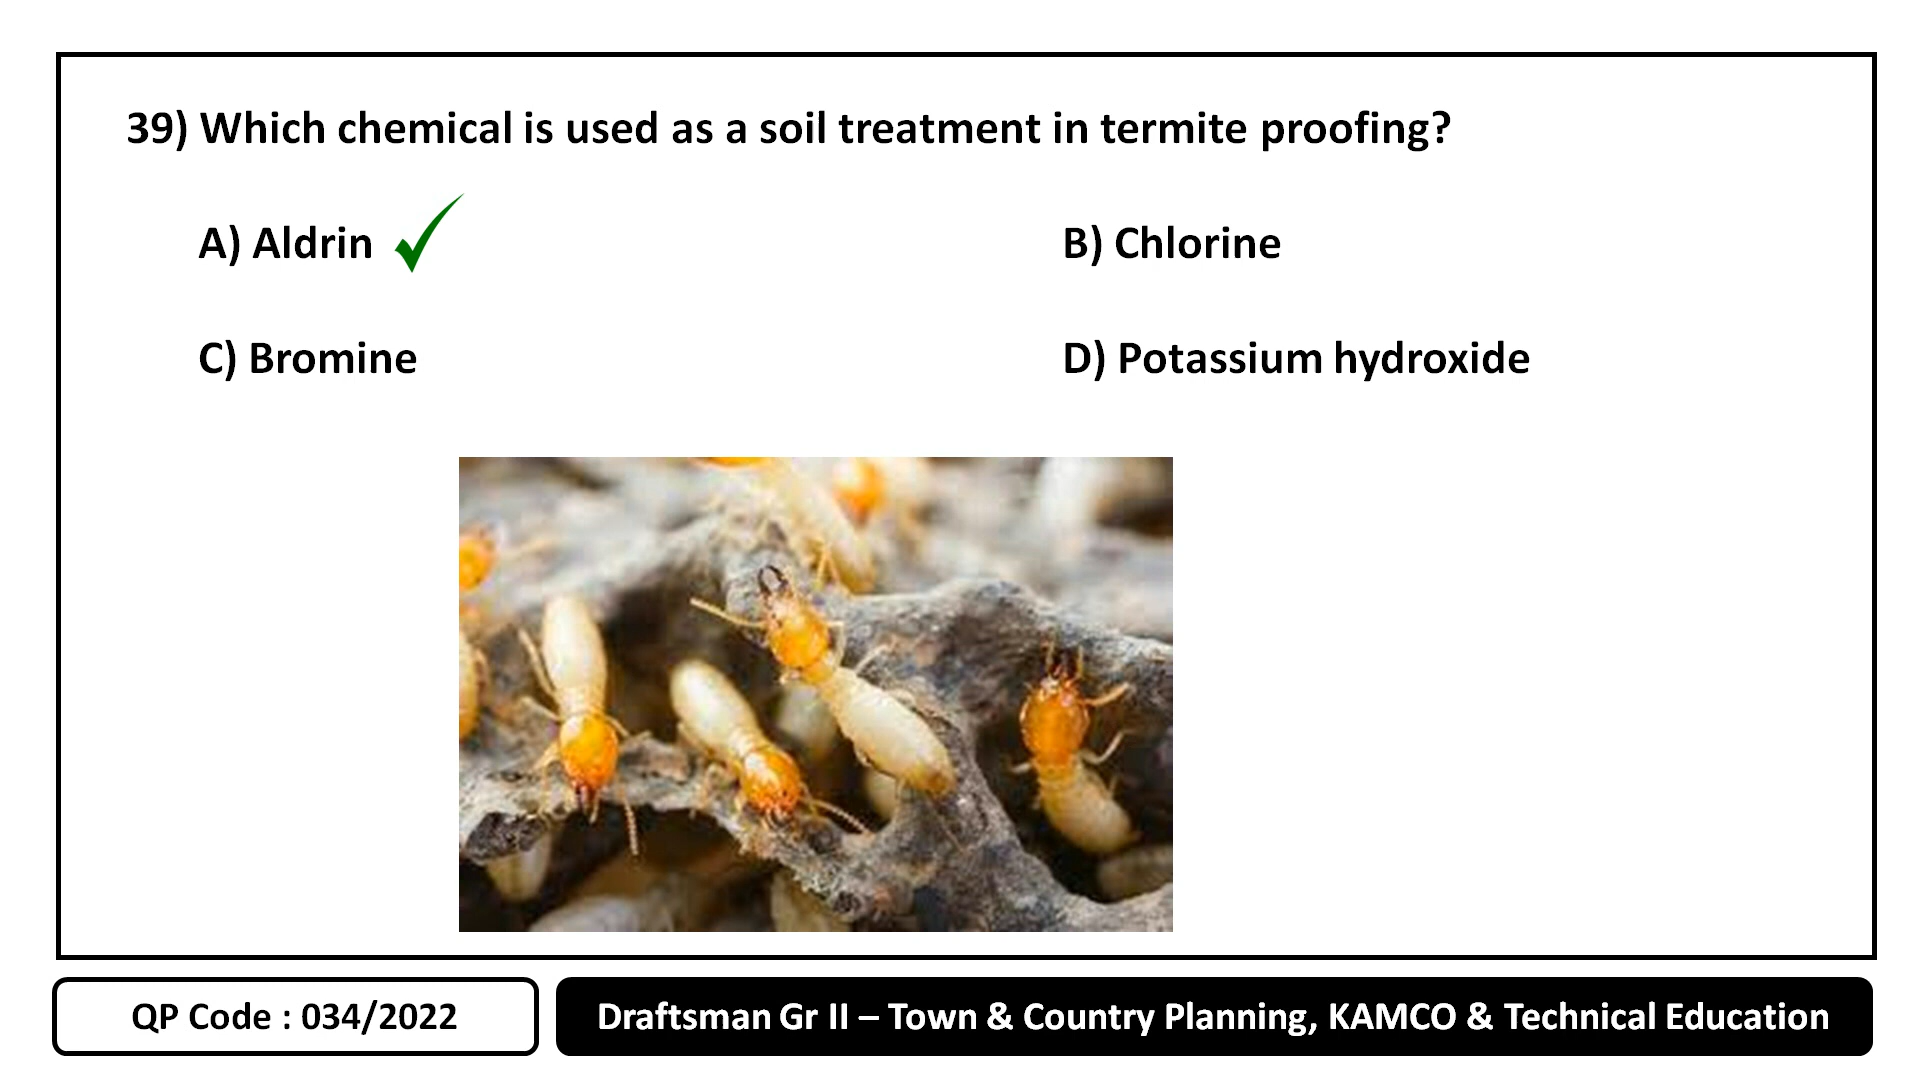 39) Which chemical is used as a soil treatment in termite proofing?
A) Aldrin
B) Chlorine
C) Bromine
D) Potassium hydroxide
QP Code : 034/2022
Draftsman Gr II – Town & Country Planning, KAMCO & Technical Education